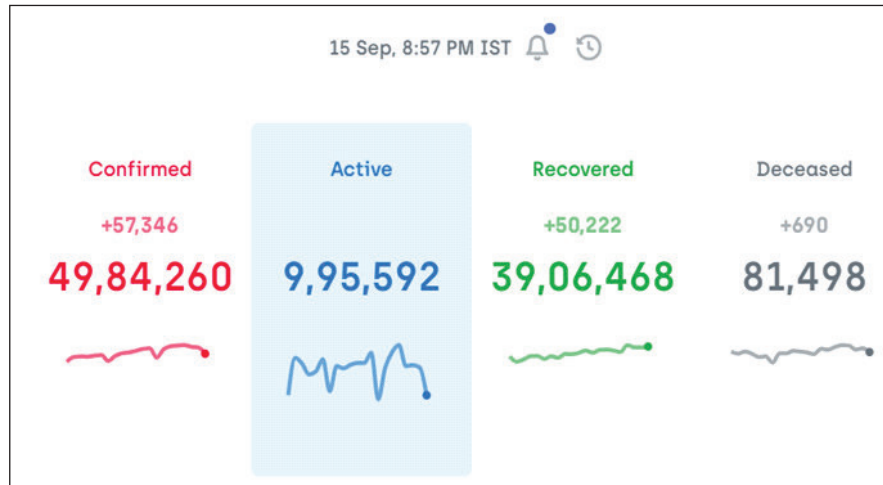 15 Sep, 8:57 PM IST
Confirmed Active Recovered Deceased
+57,346 +50,222 +690
49,84,260 9,95,592 39,06,468 81,498